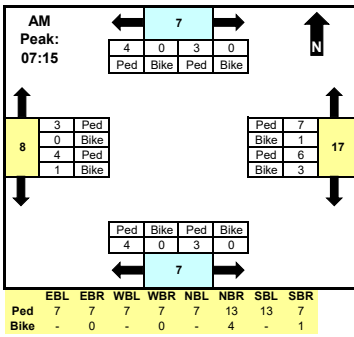 AM
Peak:
07:15
7
N
4 0 3 0
Ped Bike Ped Bike
8
3 Ped
0 Bike
4 Ped
1 Bike
Ped 7
Bike 1
Ped 6
Bike 3
17
Ped Bike Ped Bike
4 0 3 0
7
EBL EBR WBL WBR NBL NBR SBL SBR
Ped 7 7 7 7 7 13 13 7
Bike - 0 - 0 - 4 - 1